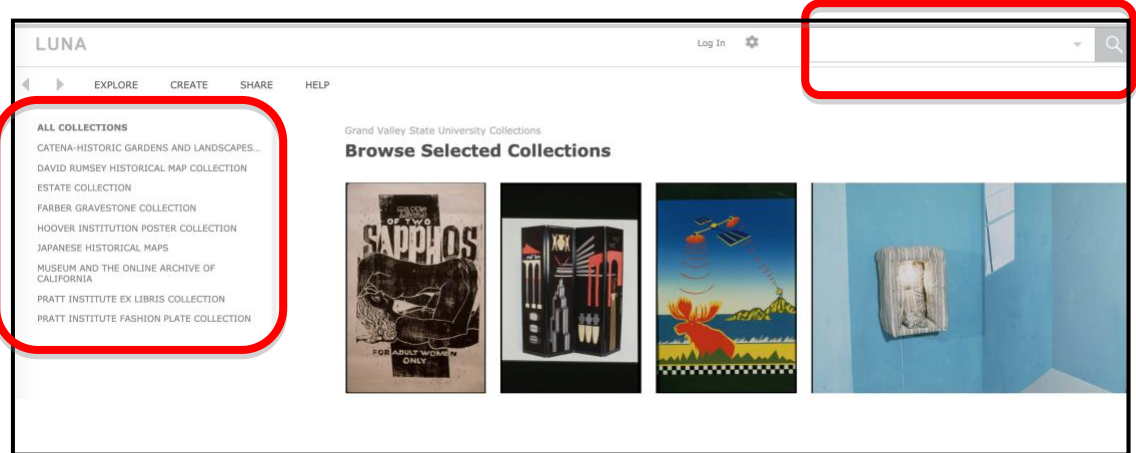 LUNA
Log In
EXPLORE CREATE SHARE HELP
ALL COLLECTIONS
CATENA-HISTORIC GARDENS AND LANDSCAPES...
DAVID RUMSEY HISTORICAL MAP COLLECTION
ESTATE COLLECTION
FARBER GRAVESTONE COLLECTION
HOOVER INSTITUTION POSTER COLLECTION
JAPANESE HISTORICAL MAPS
MUSEUM AND THE ONLINE ARCHIVE OF
CALIFORNIA
PRATT INSTITUTE EX LIBRIS COLLECTION
PRATT INSTITUTE FASHION PLATE COLLECTION
Grand Valley State University Collections
Browse Selected Collections
OF TWO
SAPPHOS
FOR ADULT WOMEN
ONLY